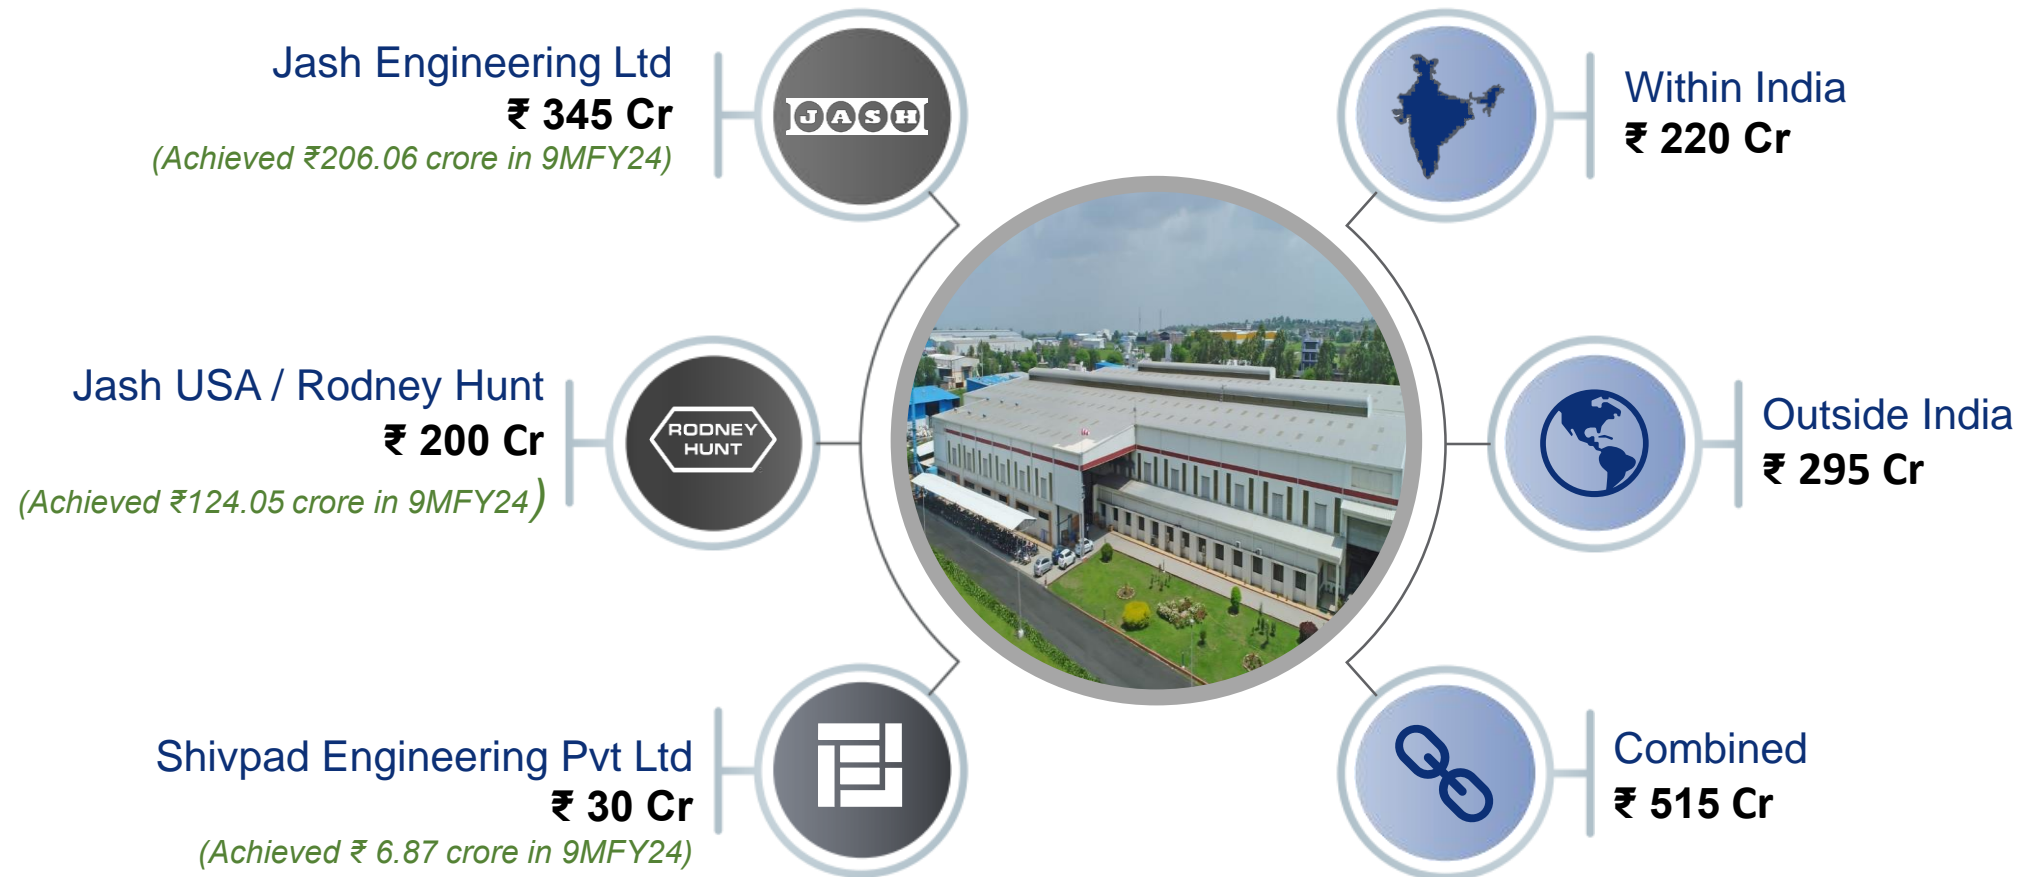 Jash Engineering Ltd
₹ 345 Cr
(Achieved ₹206.06 crore in 9MFY24)
JASH
Jash USA / Rodney Hunt
₹ 200 Cr
(Achieved ₹124.05 crore in 9MFY24)
RODNEY
HUNT
Shivpad Engineering Pvt Ltd
₹ 30 Cr
(Achieved ₹ 6.87 crore in 9MFY24)
Within India
₹ 220 Cr
Outside India
₹ 295 Cr
Combined
₹ 515 Cr